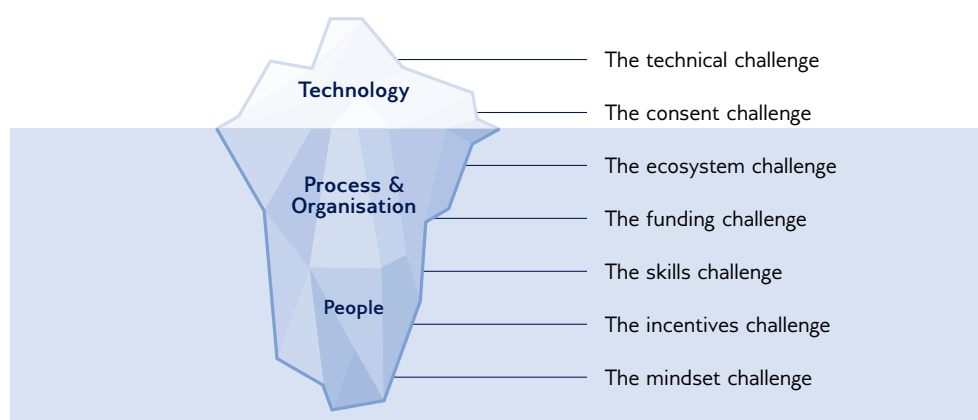 Technology
Process &
Organisation
People
The technical challenge
The consent challenge
The ecosystem challenge
The funding challenge
The skills challenge
The incentives challenge
The mindset challenge